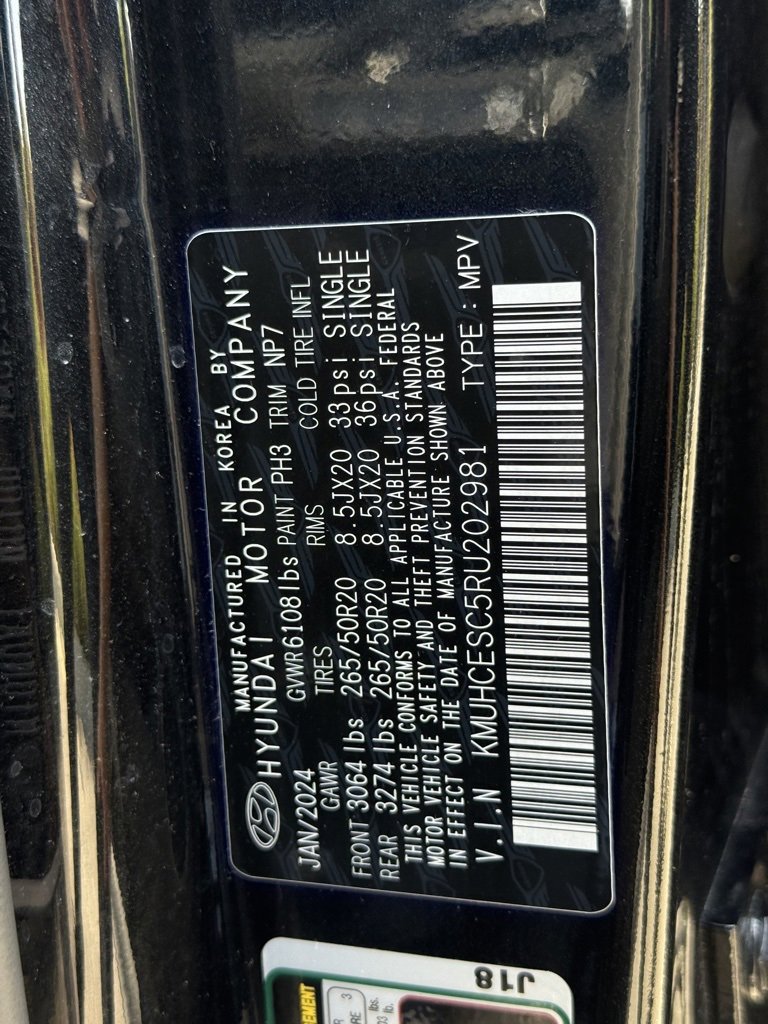 MANUFACTURED IN KOREA BY
HYUNDAI MOTOR COMPANY
JAN/2024 GVWR 6108 lbs PAINT PH3 TRIM NP7
GAWR TIRES RIMS COLD TIRE INFL
FRONT 3064 lbs 265/50R20 8.5JX20 33psi SINGLE
REAR 3274 lbs 265/50R20 8.5JX20 36psi SINGLE
THIS VEHICLE CONFORMS TO ALL APPLICABLE U.S.A. FEDERAL
MOTOR VEHICLE SAFETY AND THEFT PREVENTION STANDARDS
IN EFFECT ON THE DATE OF MANUFACTURE SHOWN ABOVE
V.I.N KMUHCESC5RU202981 TYPE : MPV
J18
3
lbs.
lb.